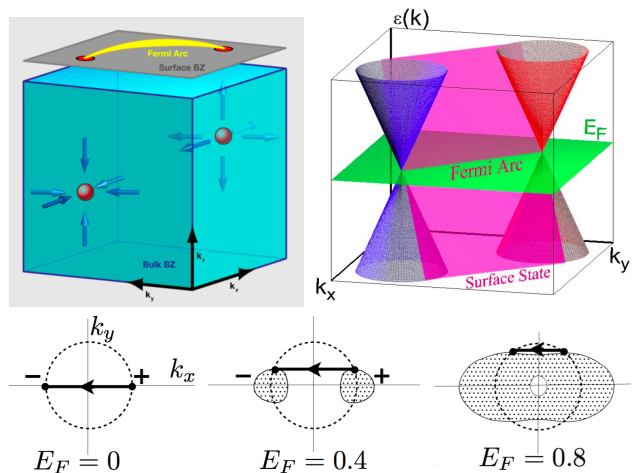 Fermi Arc
Surface BZ
Bulk BZ
k_z
k_y
k_x
ε(k)
E_F
Fermi Arc
k_x
Surface State
k_y
k_y
− + k_x
− +
E_F = 0
E_F = 0.4
E_F = 0.8